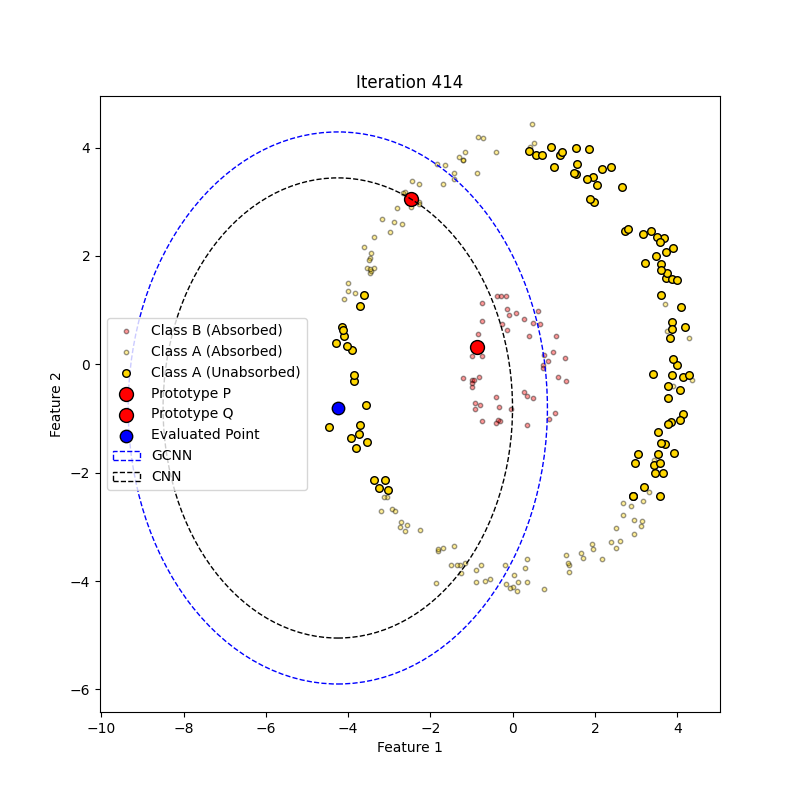 Iteration 414
Feature 2
4
2
0
−2
−4
−6
Class B (Absorbed)
Class A (Absorbed)
Class A (Unabsorbed)
Prototype P
Prototype Q
Evaluated Point
GCNN
CNN
−10
−8
−6
−4
−2
0
2
4
Feature 1